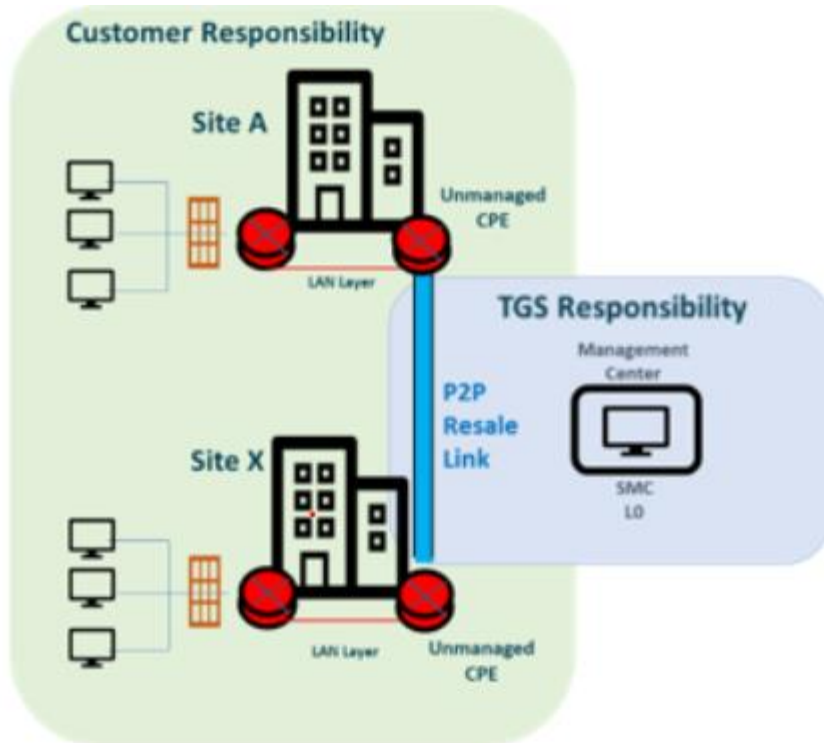 Customer Responsibility
Site A
Unmanaged
CPE
LAN Layer
TGS Responsibility
Management
Center
P2P
Resale
Link
SMC
L0
Site X
LAN Layer
Unmanaged
CPE